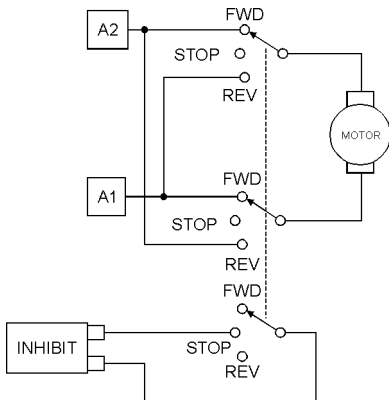 FWD
A2
STOP
REV
MOTOR
FWD
A1
STOP
REV
FWD
INHIBIT
STOP
REV